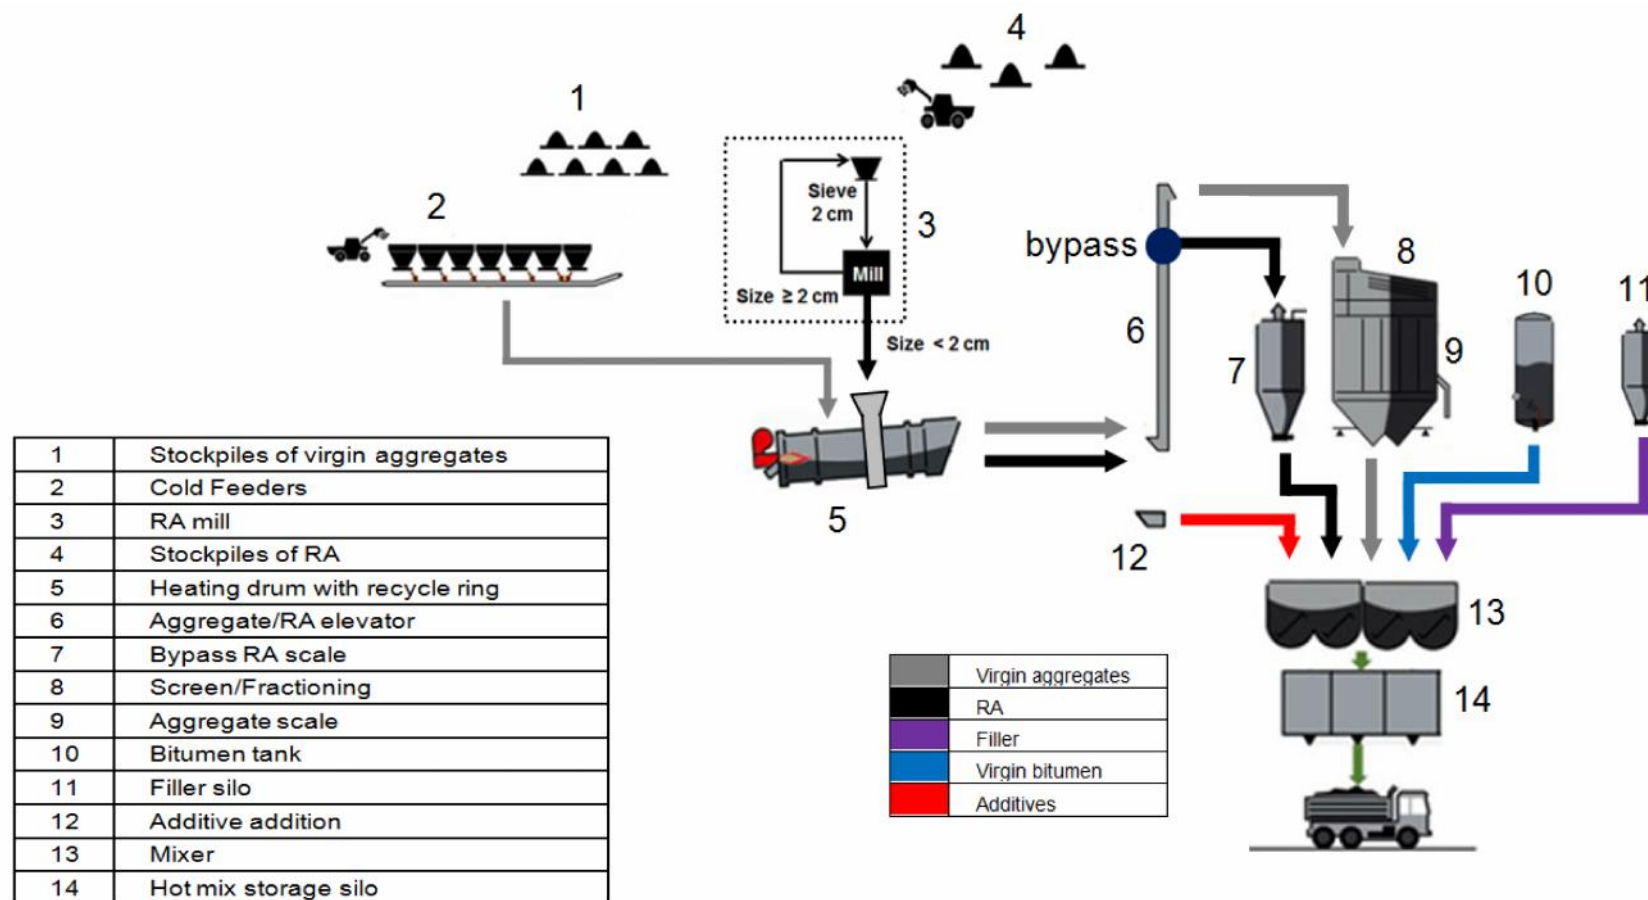 4
1
2
Sieve
2 cm
3
Mill
Size ≥ 2 cm
Size < 2 cm
bypass
6
7
8
9
10
11
5
12
13
14
1 Stockpiles of virgin aggregates
2 Cold Feeders
3 RA mill
4 Stockpiles of RA
5 Heating drum with recycle ring
6 Aggregate/RA elevator
7 Bypass RA scale
8 Screen/Fractioning
9 Aggregate scale
10 Bitumen tank
11 Filler silo
12 Additive addition
13 Mixer
14 Hot mix storage silo
Virgin aggregates
RA
Filler
Virgin bitumen
Additives